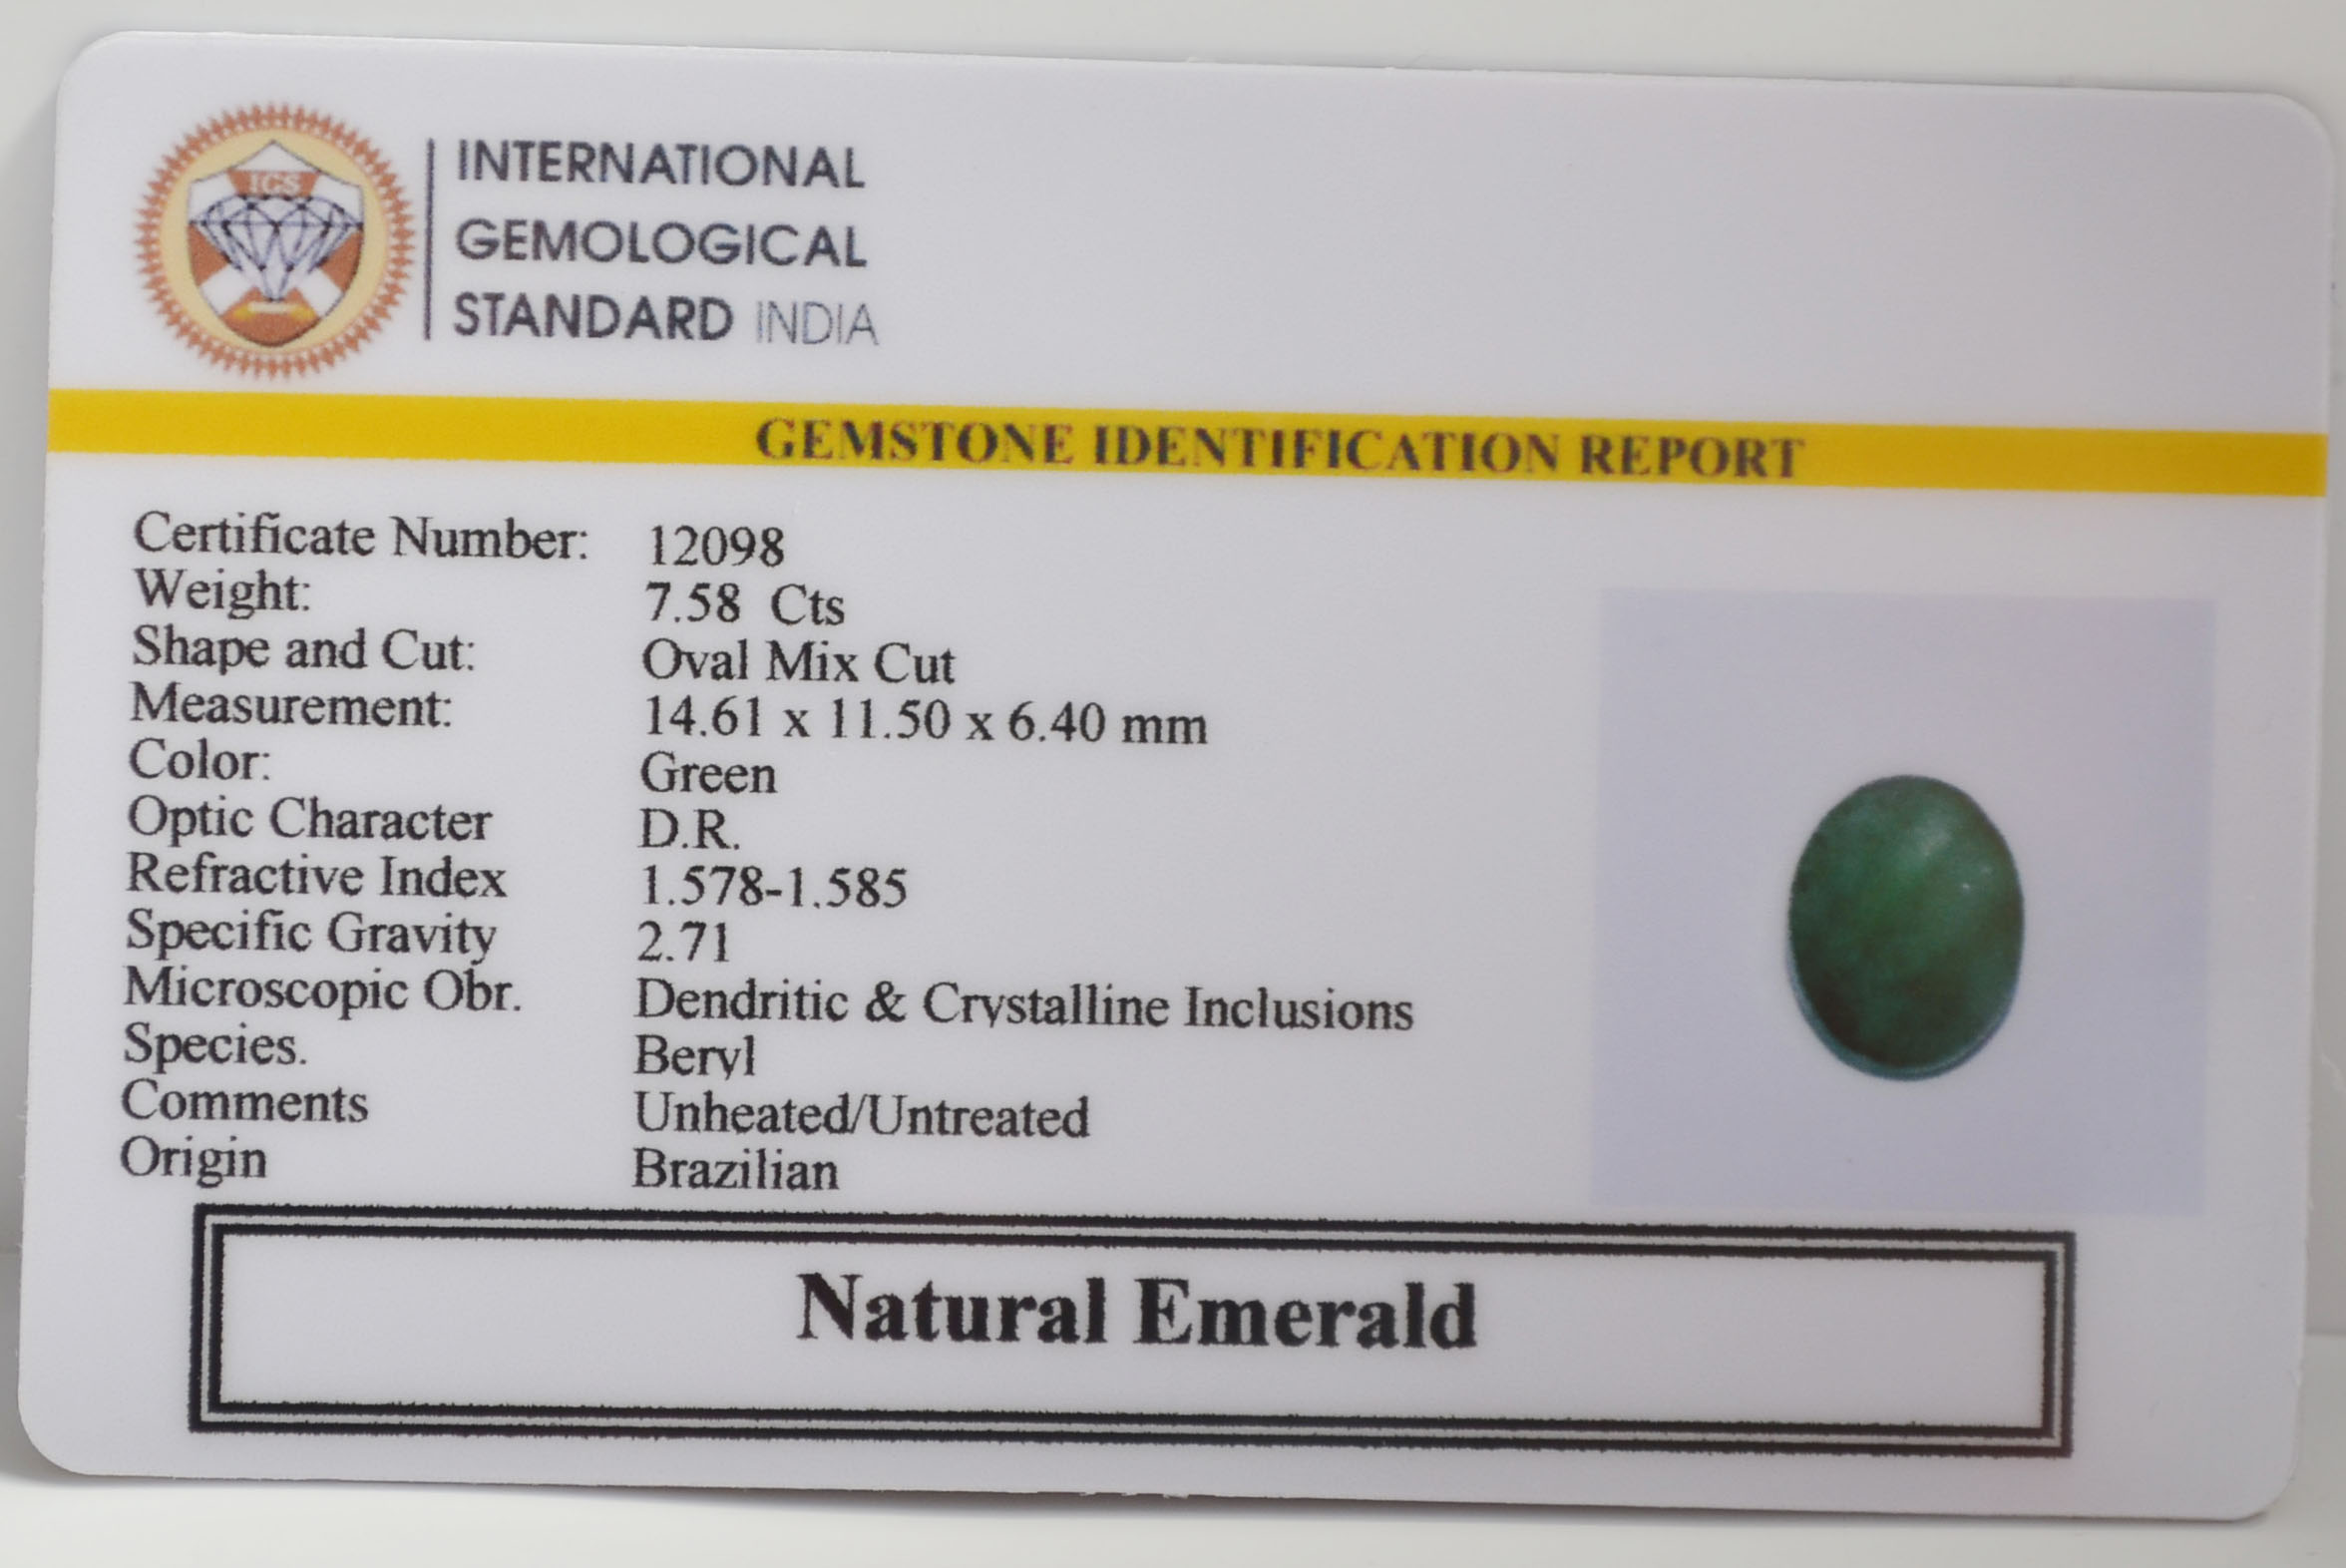 IGS
INTERNATIONAL
GEMOLOGICAL
STANDARD INDIA
GEMSTONE IDENTIFICATION REPORT
Certificate Number: 12098
Weight: 7.58 Cts
Shape and Cut: Oval Mix Cut
Measurement: 14.61 x 11.50 x 6.40 mm
Color: Green
Optic Character D.R.
Refractive Index 1.578-1.585
Specific Gravity 2.71
Microscopic Obr. Dendritic & Crystalline Inclusions
Species. Beryl
Comments Unheated/Untreated
Origin Brazilian
Natural Emerald